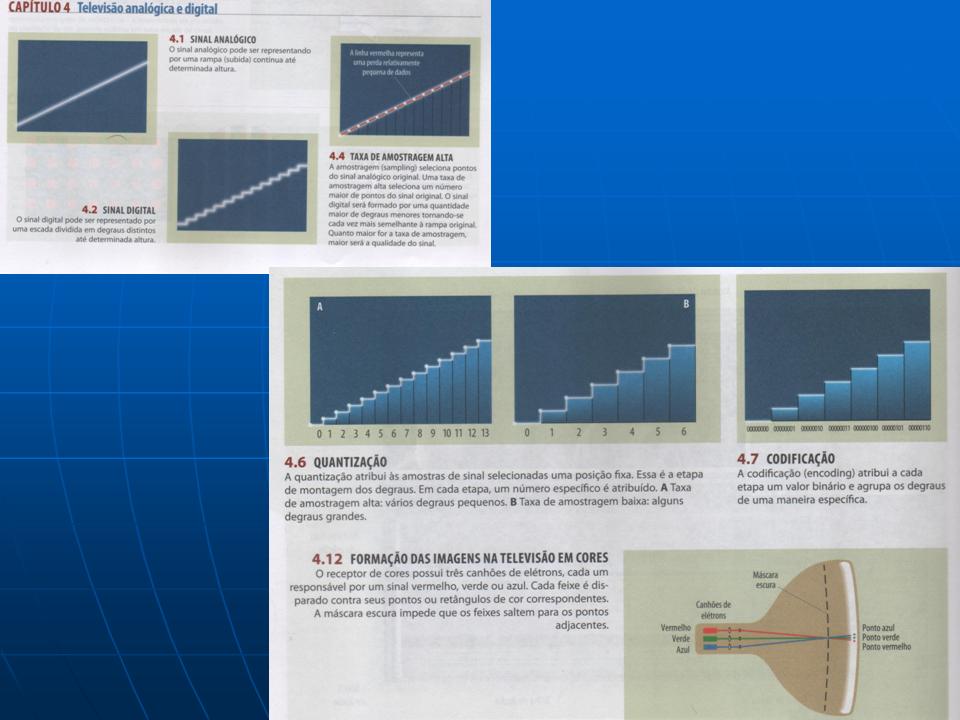 CAPÍTULO 4 Televisão analógica e digital
4.1 SINAL ANALÓGICO
O sinal analógico pode ser representando
por uma rampa (subida) contínua até
determinada altura.
4.2 SINAL DIGITAL
O sinal digital pode ser representado por
uma escada dividida em degraus distintos
até determinada altura.
A linha vermelha representa
uma perda relativamente
pequena de dados
4.4 TAXA DE AMOSTRAGEM ALTA
A amostragem (sampling) seleciona pontos
do sinal analógico original. Uma taxa de
amostragem alta seleciona um número
maior de pontos do sinal original. O sinal
digital será formado por uma quantidade
maior de degraus menores tornando-se
cada vez mais semelhante à rampa original.
Quanto maior for a taxa de amostragem,
maior será a qualidade do sinal.
A
0 1 2 3 4 5 6 7 8 9 10 11 12 13
B
0 1 2 3 4 5 6
4.6 QUANTIZAÇÃO
A quantização atribui às amostras de sinal selecionadas uma posição fixa. Essa é a etapa
de montagem dos degraus. Em cada etapa, um número específico é atribuído. A Taxa
de amostragem alta: vários degraus pequenos. B Taxa de amostragem baixa: alguns
degraus grandes.
00000000 00000001 00000010 00000011 000000100 00000101 00000110
4.7 CODIFICAÇÃO
A codificação (encoding) atribui a cada
etapa um valor binário e agrupa os degraus
de uma maneira específica.
4.12 FORMAÇÃO DAS IMAGENS NA TELEVISÃO EM CORES
O receptor de cores possui três canhões de elétrons, cada um
responsável por um sinal vermelho, verde ou azul. Cada feixe é dis-
parado contra seus pontos ou retângulos de cor correspondentes.
A máscara escura impede que os feixes saltem para os pontos
adjacentes.
Máscara
escura
Canhões de
elétrons
Vermelho
Verde
Azul
Ponto azul
Ponto verde
Ponto vermelho